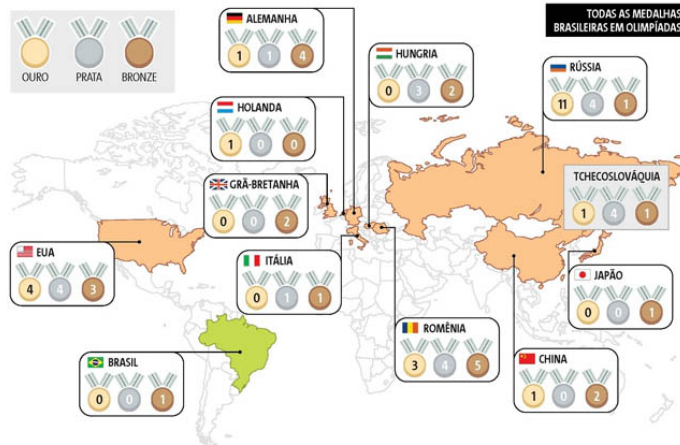 OURO PRATA BRONZE
TODAS AS MEDALHAS
BRASILEIRAS EM OLIMPÍADAS
ALEMANHA
1 1 4
HUNGRIA
0 3 2
RÚSSIA
11 4 1
HOLANDA
1 0 0
TCHECOSLOVÁQUIA
1 4 1
GRÃ-BRETANHA
0 0 2
EUA
4 4 3
ITÁLIA
0 1 1
JAPÃO
0 0 1
ROMÊNIA
3 4 5
BRASIL
0 0 1
CHINA
1 0 2